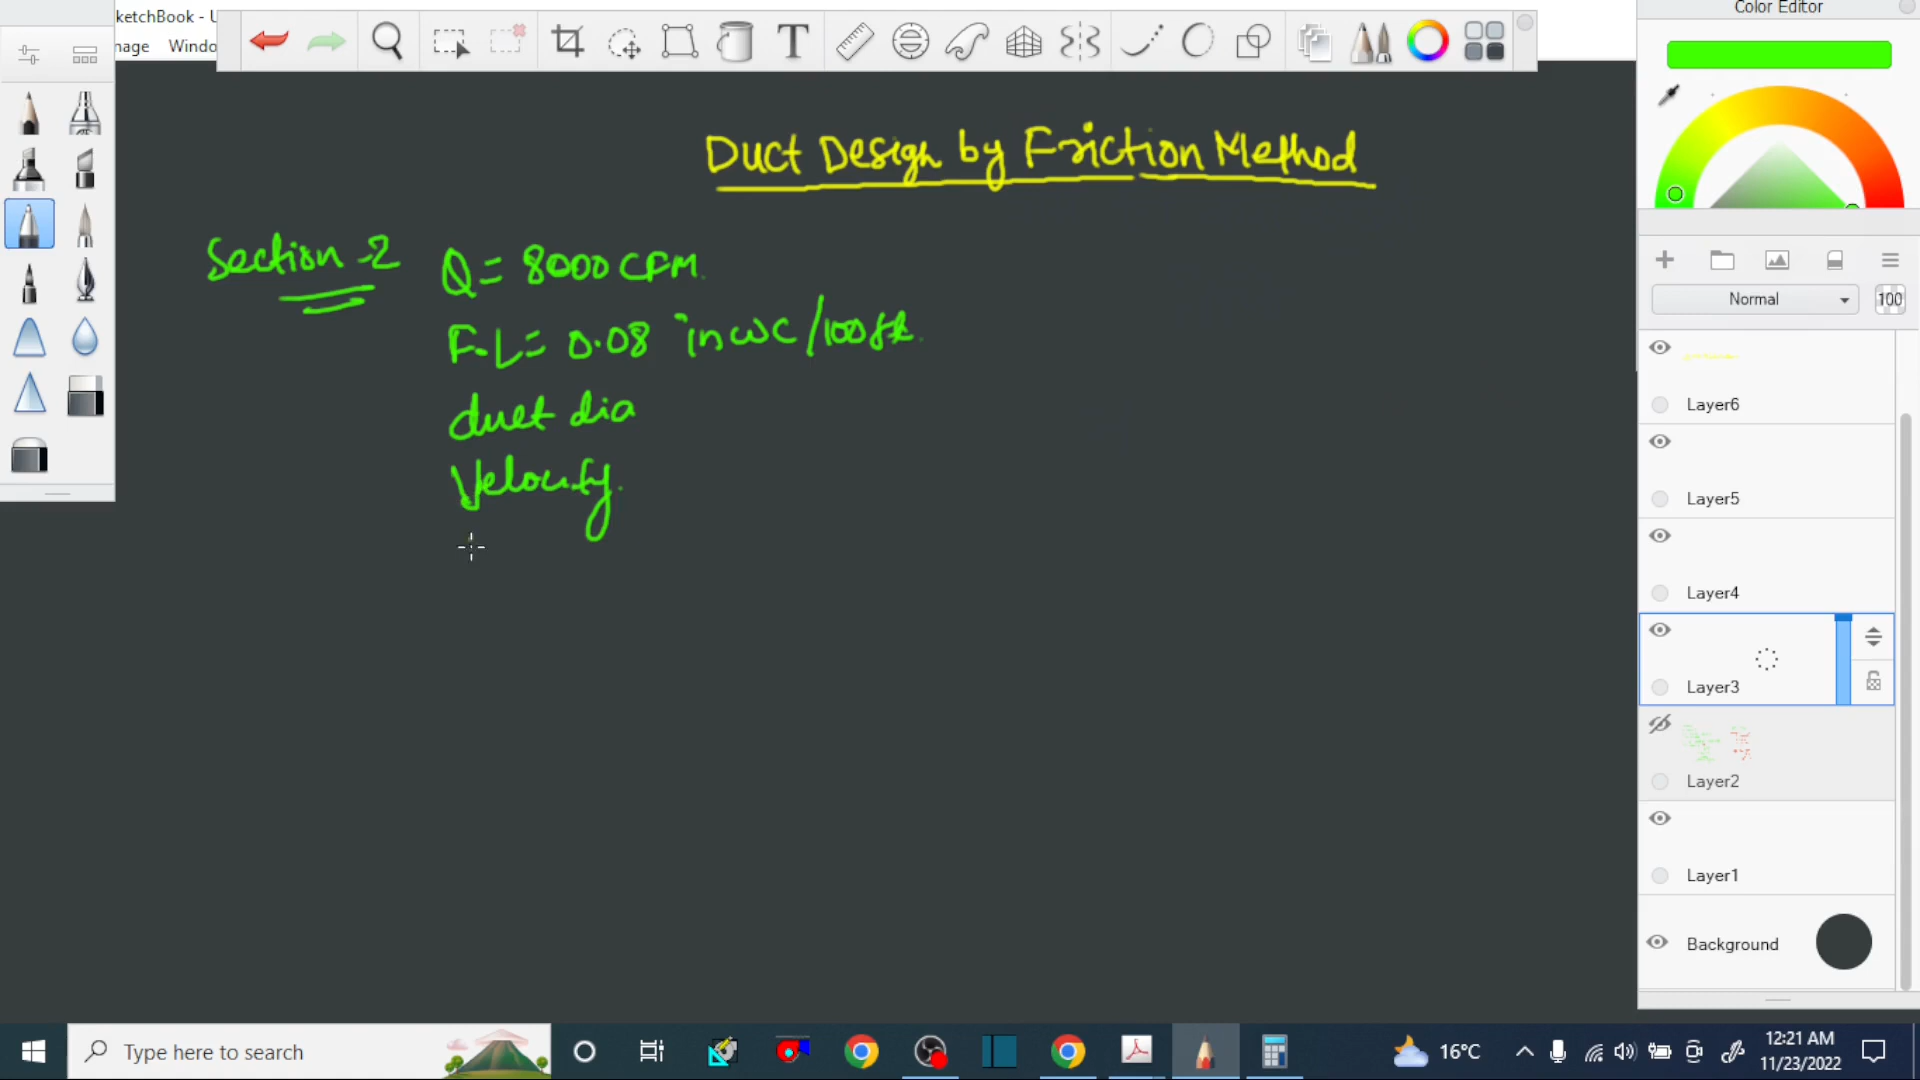 ketchBook - U
Color Editor
nage Windo
Duct Design by Friction Method
Section-2 Q = 8000 CFM.
F.L = 0.08 in WC/100ft.
duct dia
Velocity.
Normal 100
Layer6
Layer5
Layer4
Layer3
Layer2
Layer1
Background
Type here to search
16°C
12:21 AM
11/23/2022